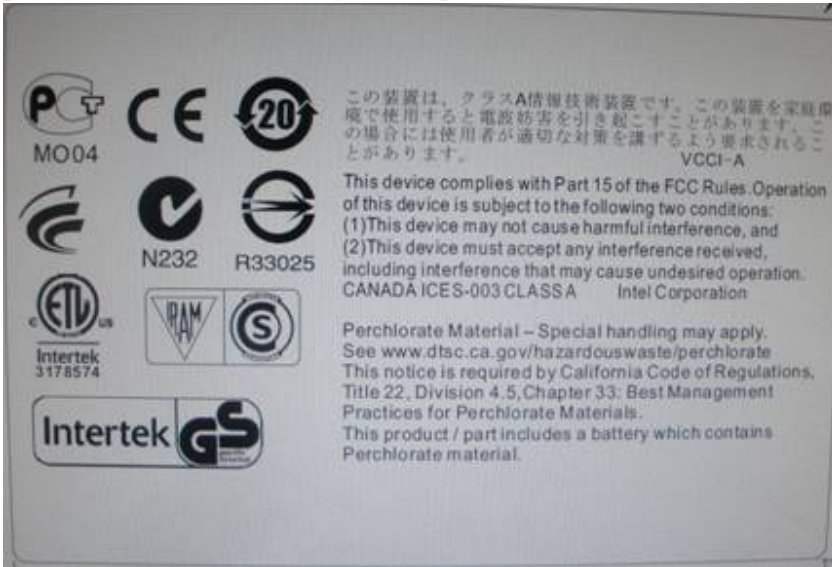 PCT
MO04
CE
20
N232
R33025
ETL
C
US
Intertek
3178574
IRAM
S
Intertek
GS
この装置は、クラスA情報技術装置です。この装置を家庭環
境で使用すると電波妨害を引き起こすことがあります。こ
の場合には使用者が適切な対策を講ずるよう要求されるこ
とがあります。
VCCI-A
This device complies with Part 15 of the FCC Rules.Operation
of this device is subject to the following two conditions:
(1)This device may not cause harmful interference, and
(2)This device must accept any interference received,
including interference that may cause undesired operation.
CANADA ICES-003 CLASS A Intel Corporation
Perchlorate Material – Special handling may apply.
See www.dtsc.ca.gov/hazardouswaste/perchlorate
This notice is required by California Code of Regulations,
Title 22, Division 4.5,Chapter 33: Best Management
Practices for Perchlorate Materials.
This product / part includes a battery which contains
Perchlorate material.